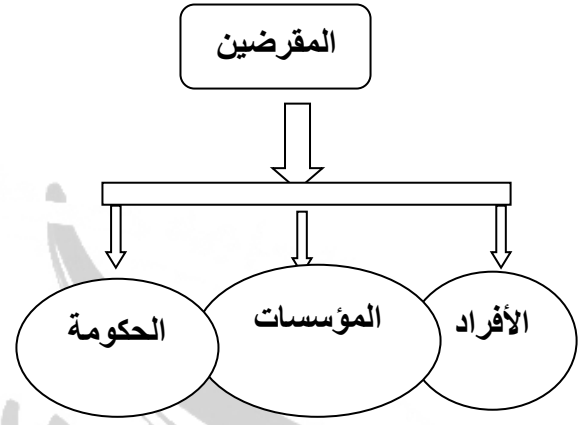 المقرضين
الأفراد
المؤسسات
الحكومة